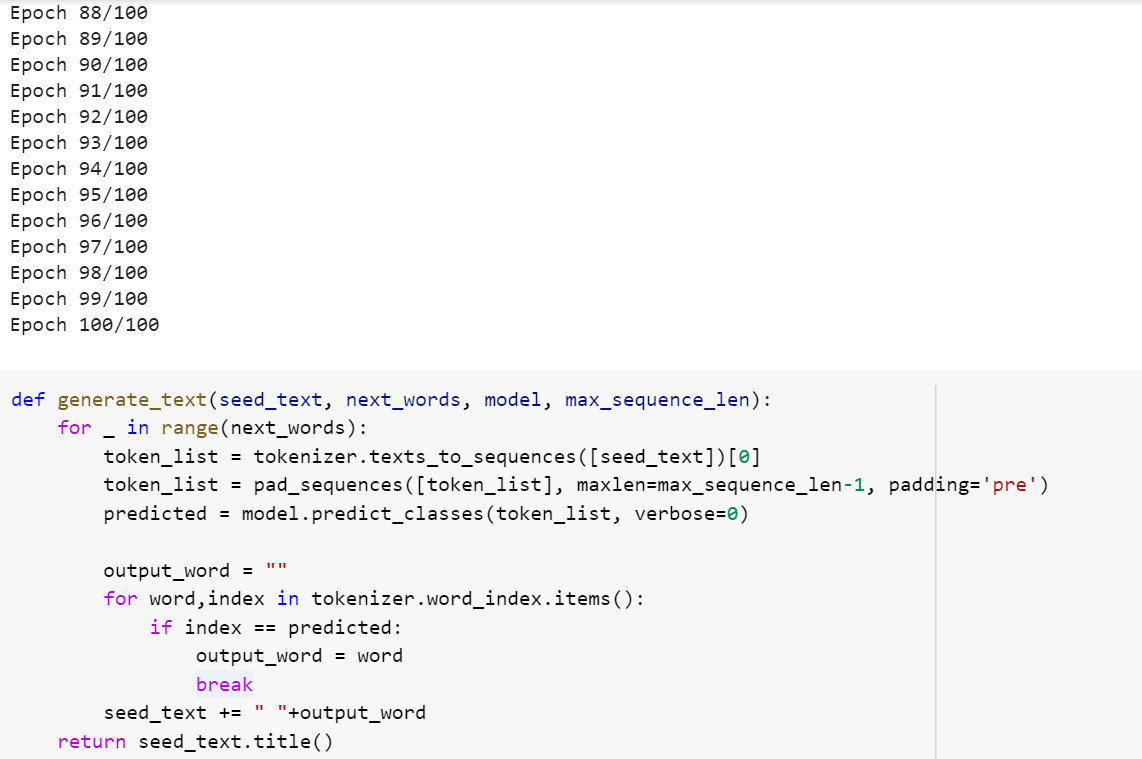 Epoch 88/100
Epoch 89/100
Epoch 90/100
Epoch 91/100
Epoch 92/100
Epoch 93/100
Epoch 94/100
Epoch 95/100
Epoch 96/100
Epoch 97/100
Epoch 98/100
Epoch 99/100
Epoch 100/100
def generate_text(seed_text, next_words, model, max_sequence_len):
    for _ in range(next_words):
        token_list = tokenizer.texts_to_sequences([seed_text])[0]
        token_list = pad_sequences([token_list], maxlen=max_sequence_len-1, padding='pre')
        predicted = model.predict_classes(token_list, verbose=0)
        output_word = ""
        for word,index in tokenizer.word_index.items():
            if index == predicted:
                output_word = word
                break
        seed_text += " "+output_word
    return seed_text.title()